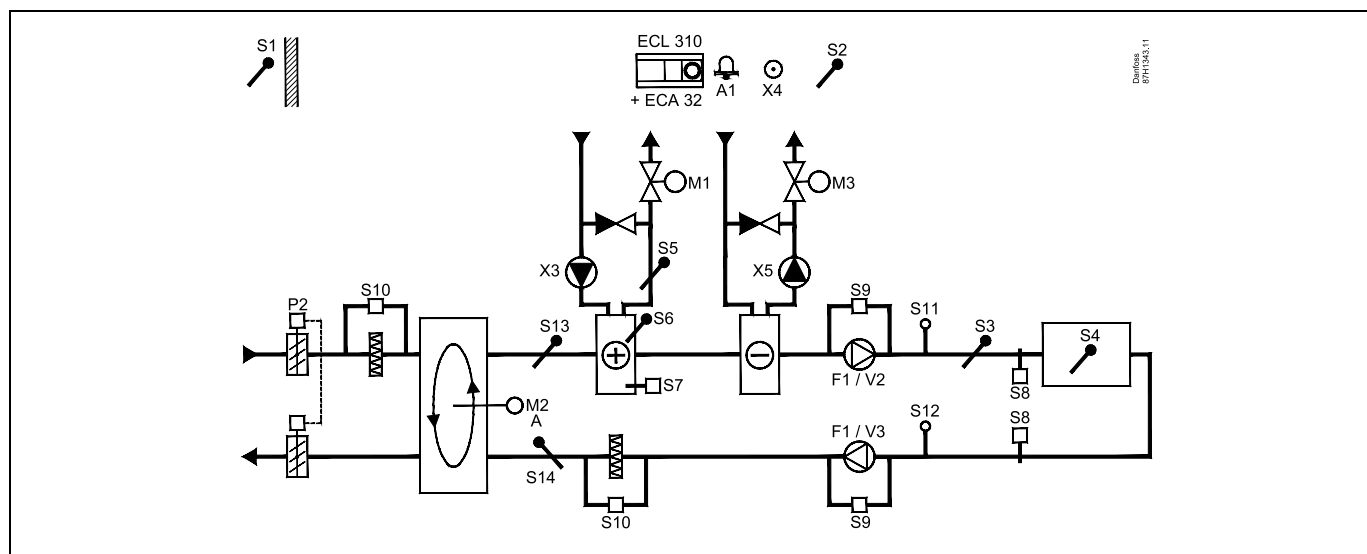 S1
ECL 310
+ ECA 32
A1
X4
S2
Danfoss
87H1343.11
M1
M3
X3
S5
X5
P2
S10
S13
S6
S9
S11
S3
S4
+
−
S7
F1 / V2
S8
M2
A
S14
F1 / V3
S12
S8
S10
S9